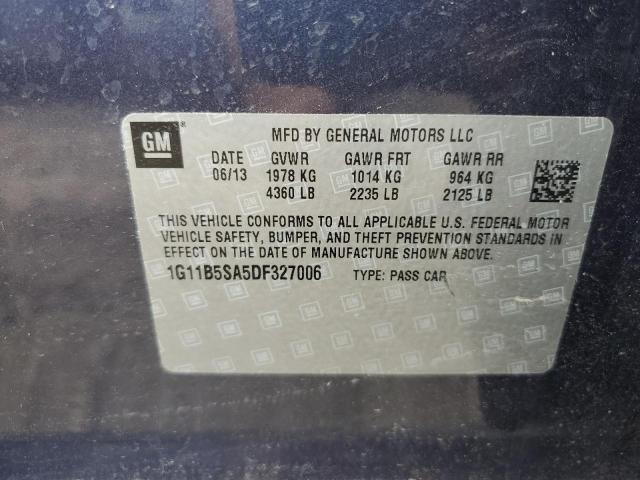 GM ® MFD BY GENERAL MOTORS LLC
DATE GVWR GAWR FRT GAWR RR
06/13 1978 KG 1014 KG 964 KG
4360 LB 2235 LB 2125 LB
THIS VEHICLE CONFORMS TO ALL APPLICABLE U.S. FEDERAL MOTOR
VEHICLE SAFETY, BUMPER, AND THEFT PREVENTION STANDARDS IN
EFFECT ON THE DATE OF MANUFACTURE SHOWN ABOVE.
1G11B5SA5DF327006 TYPE: PASS CAR